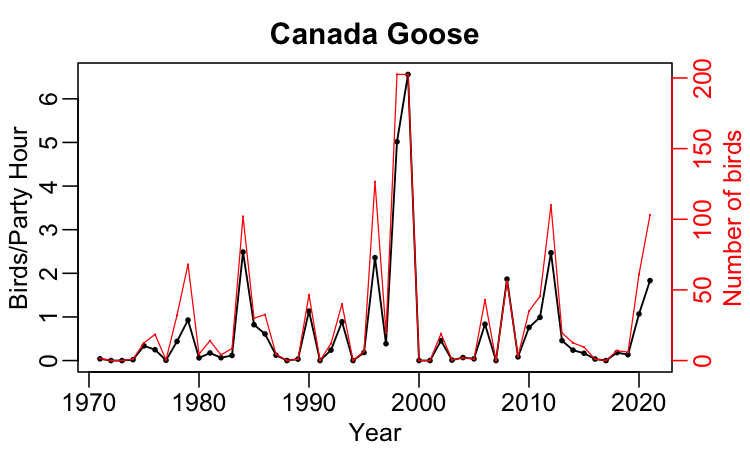 Canada Goose
Birds/Party Hour
0 1 2 3 4 5 6
0 50 100 150 200
Number of birds
1970 1980 1990 2000 2010 2020
Year